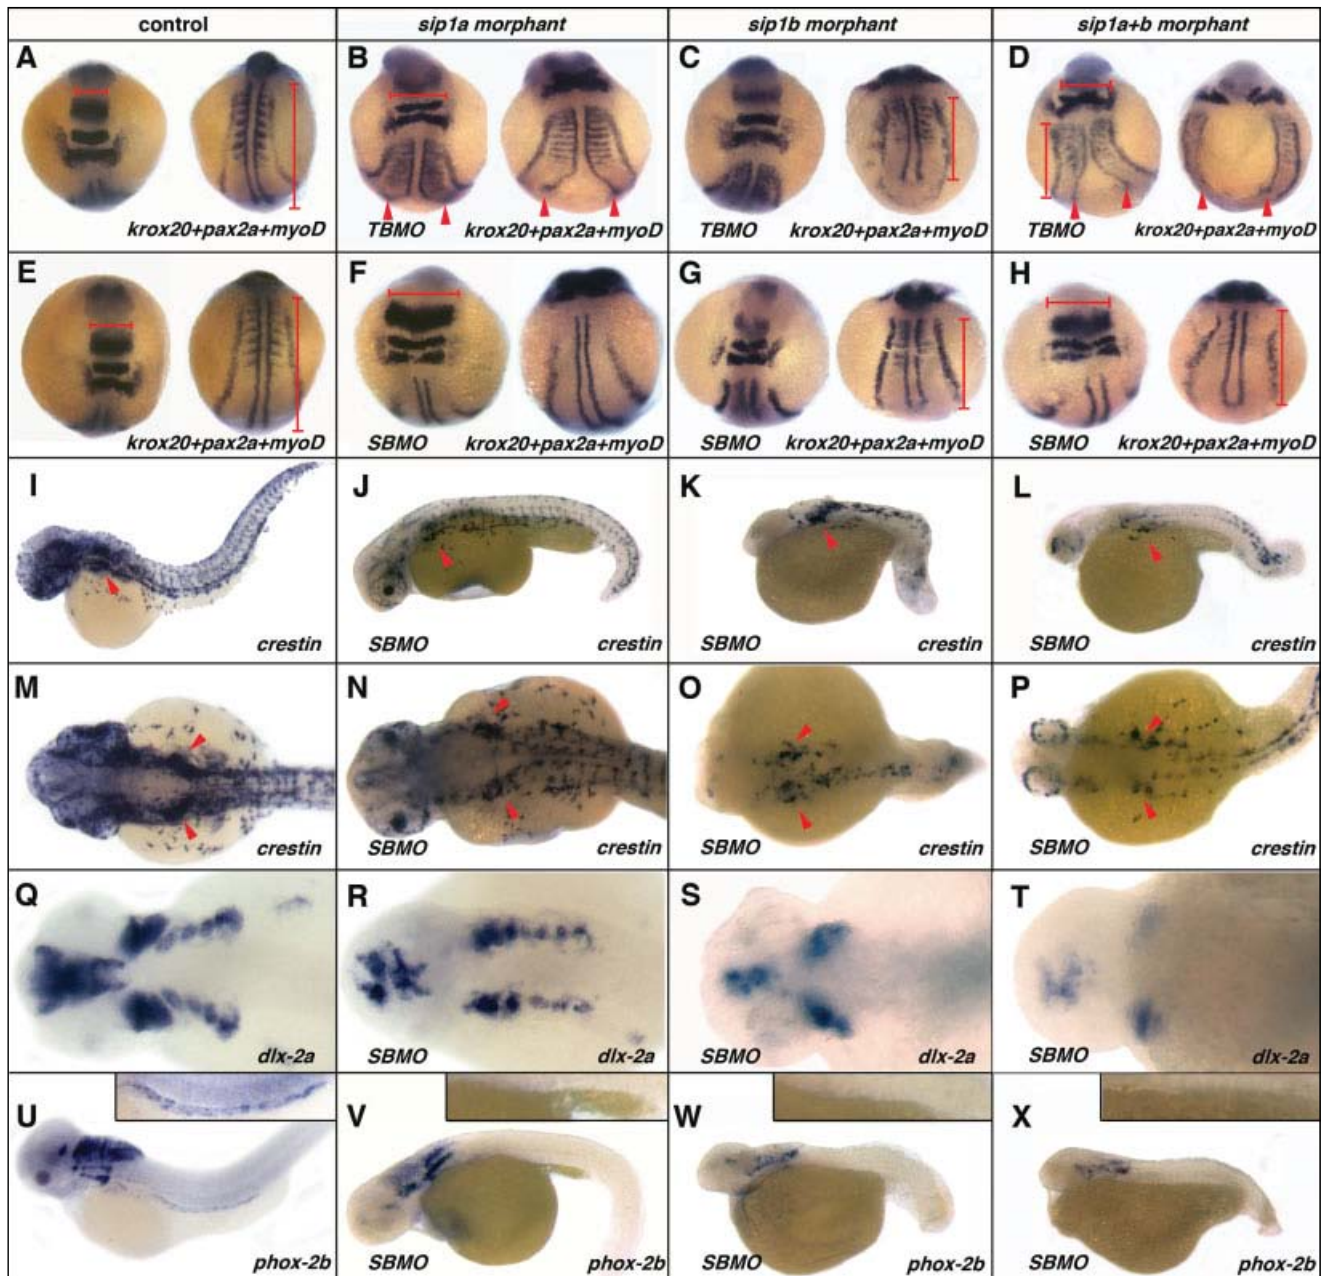 control
sip1a morphant
sip1b morphant
sip1a+b morphant
A
krox20+pax2a+myoD
B
TBMO
krox20+pax2a+myoD
C
TBMO
krox20+pax2a+myoD
D
TBMO
krox20+pax2a+myoD
E
krox20+pax2a+myoD
F
SBMO
krox20+pax2a+myoD
G
SBMO
krox20+pax2a+myoD
H
SBMO
krox20+pax2a+myoD
I
crestin
J
SBMO
crestin
K
SBMO
crestin
L
SBMO
crestin
M
crestin
N
SBMO
crestin
O
SBMO
crestin
P
SBMO
crestin
Q
dlx-2a
R
SBMO
dlx-2a
S
SBMO
dlx-2a
T
SBMO
dlx-2a
U
phox-2b
V
SBMO
phox-2b
W
SBMO
phox-2b
X
SBMO
phox-2b